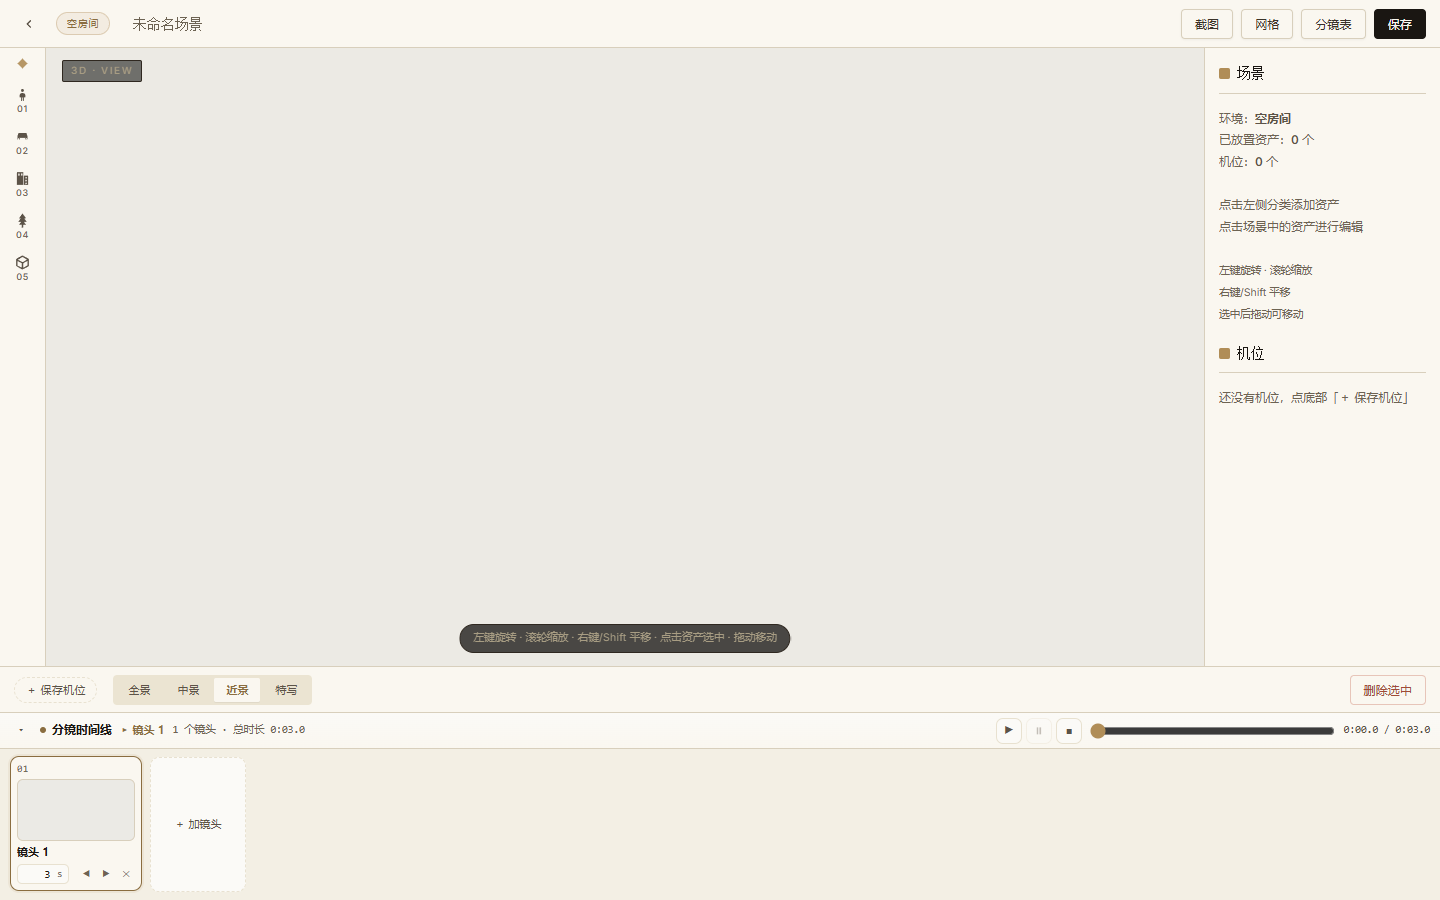 空房间
未命名场景
截图
网格
分镜表
保存
3D · VIEW
01
02
03
04
05
左键旋转 · 滚轮缩放 · 右键/Shift 平移 · 点击资产选中 · 拖动移动
场景
环境：空房间
已放置资产：0 个
机位：0 个
点击左侧分类添加资产
点击场景中的资产进行编辑
左键旋转 · 滚轮缩放
右键/Shift 平移
选中后拖动可移动
机位
还没有机位，点底部「 + 保存机位」
+ 保存机位
全景
中景
近景
特写
删除选中
分镜时间线
▸ 镜头 1
1 个镜头 · 总时长 0:03.0
0:00.0 / 0:03.0
01
镜头 1
3 s
+ 加镜头